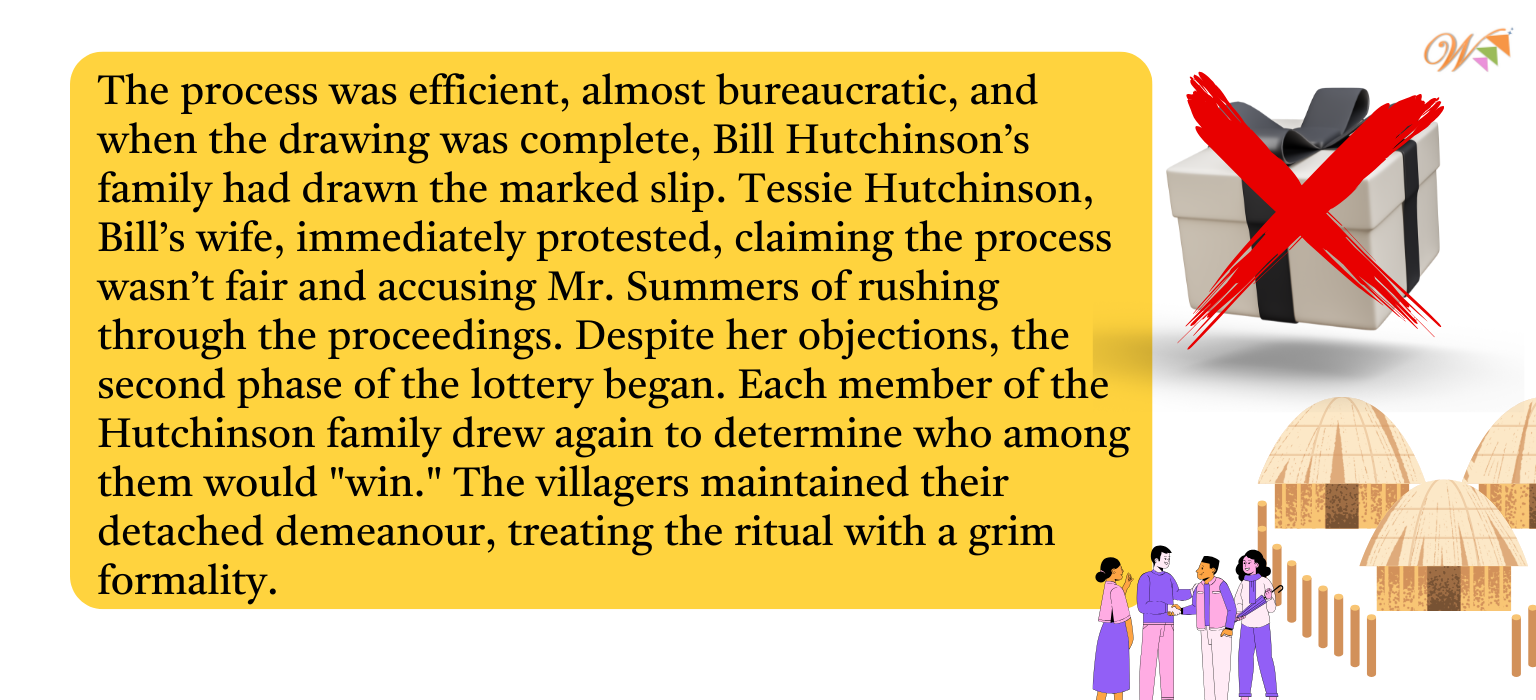 W
The process was efficient, almost bureaucratic, and
when the drawing was complete, Bill Hutchinson’s
family had drawn the marked slip. Tessie Hutchinson,
Bill’s wife, immediately protested, claiming the process
wasn’t fair and accusing Mr. Summers of rushing
through the proceedings. Despite her objections, the
second phase of the lottery began. Each member of the
Hutchinson family drew again to determine who among
them would "win." The villagers maintained their
detached demeanour, treating the ritual with a grim
formality.